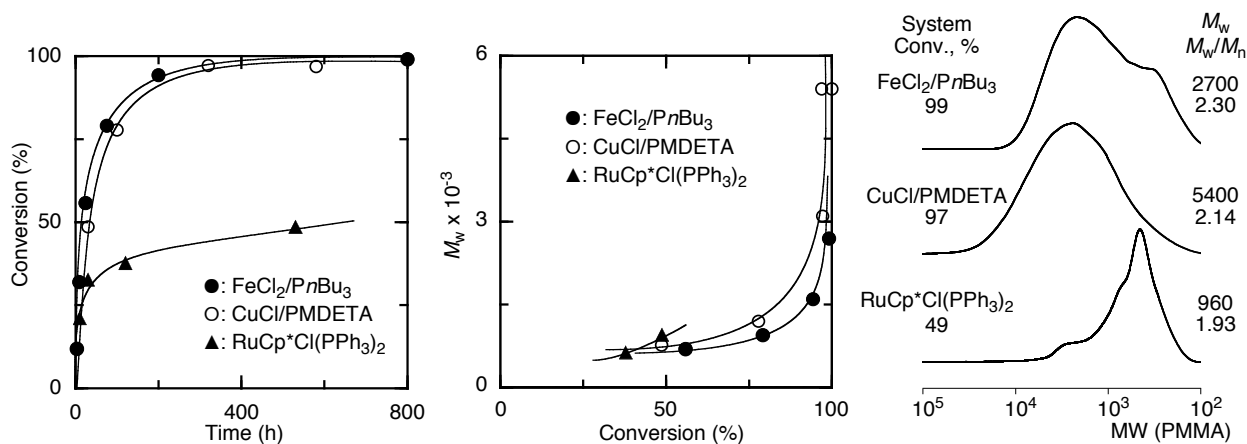 100
50
0
Conversion (%)
0
400
800
Time (h)
●: FeCl₂/PnBu₃
○: CuCl/PMDETA
▲: RuCp*Cl(PPh₃)₂
6
3
0
Mw x 10⁻³
0
50
100
Conversion (%)
●: FeCl₂/PnBu₃
○: CuCl/PMDETA
▲: RuCp*Cl(PPh₃)₂
System
Conv., %
Mw
Mw/Mn
FeCl₂/PnBu₃
99
2700
2.30
CuCl/PMDETA
97
5400
2.14
RuCp*Cl(PPh₃)₂
49
960
1.93
10⁵
10⁴
10³
10²
MW (PMMA)